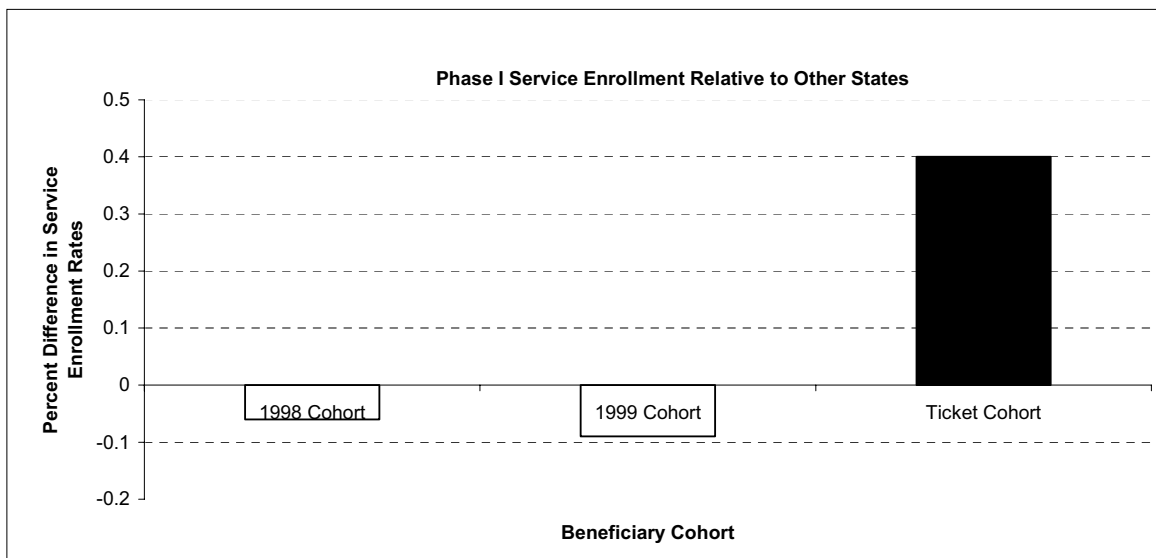 Phase I Service Enrollment Relative to Other States
0.5
0.4
0.3
0.2
0.1
0
-0.1
-0.2
Percent Difference in Service
Enrollment Rates
1998 Cohort
1999 Cohort
Ticket Cohort
Beneficiary Cohort